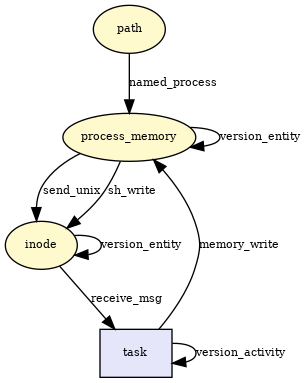 path
named_process
process_memory
version_entity
send_unix
sh_write
inode
version_entity
memory_write
receive_msg
task
version_activity